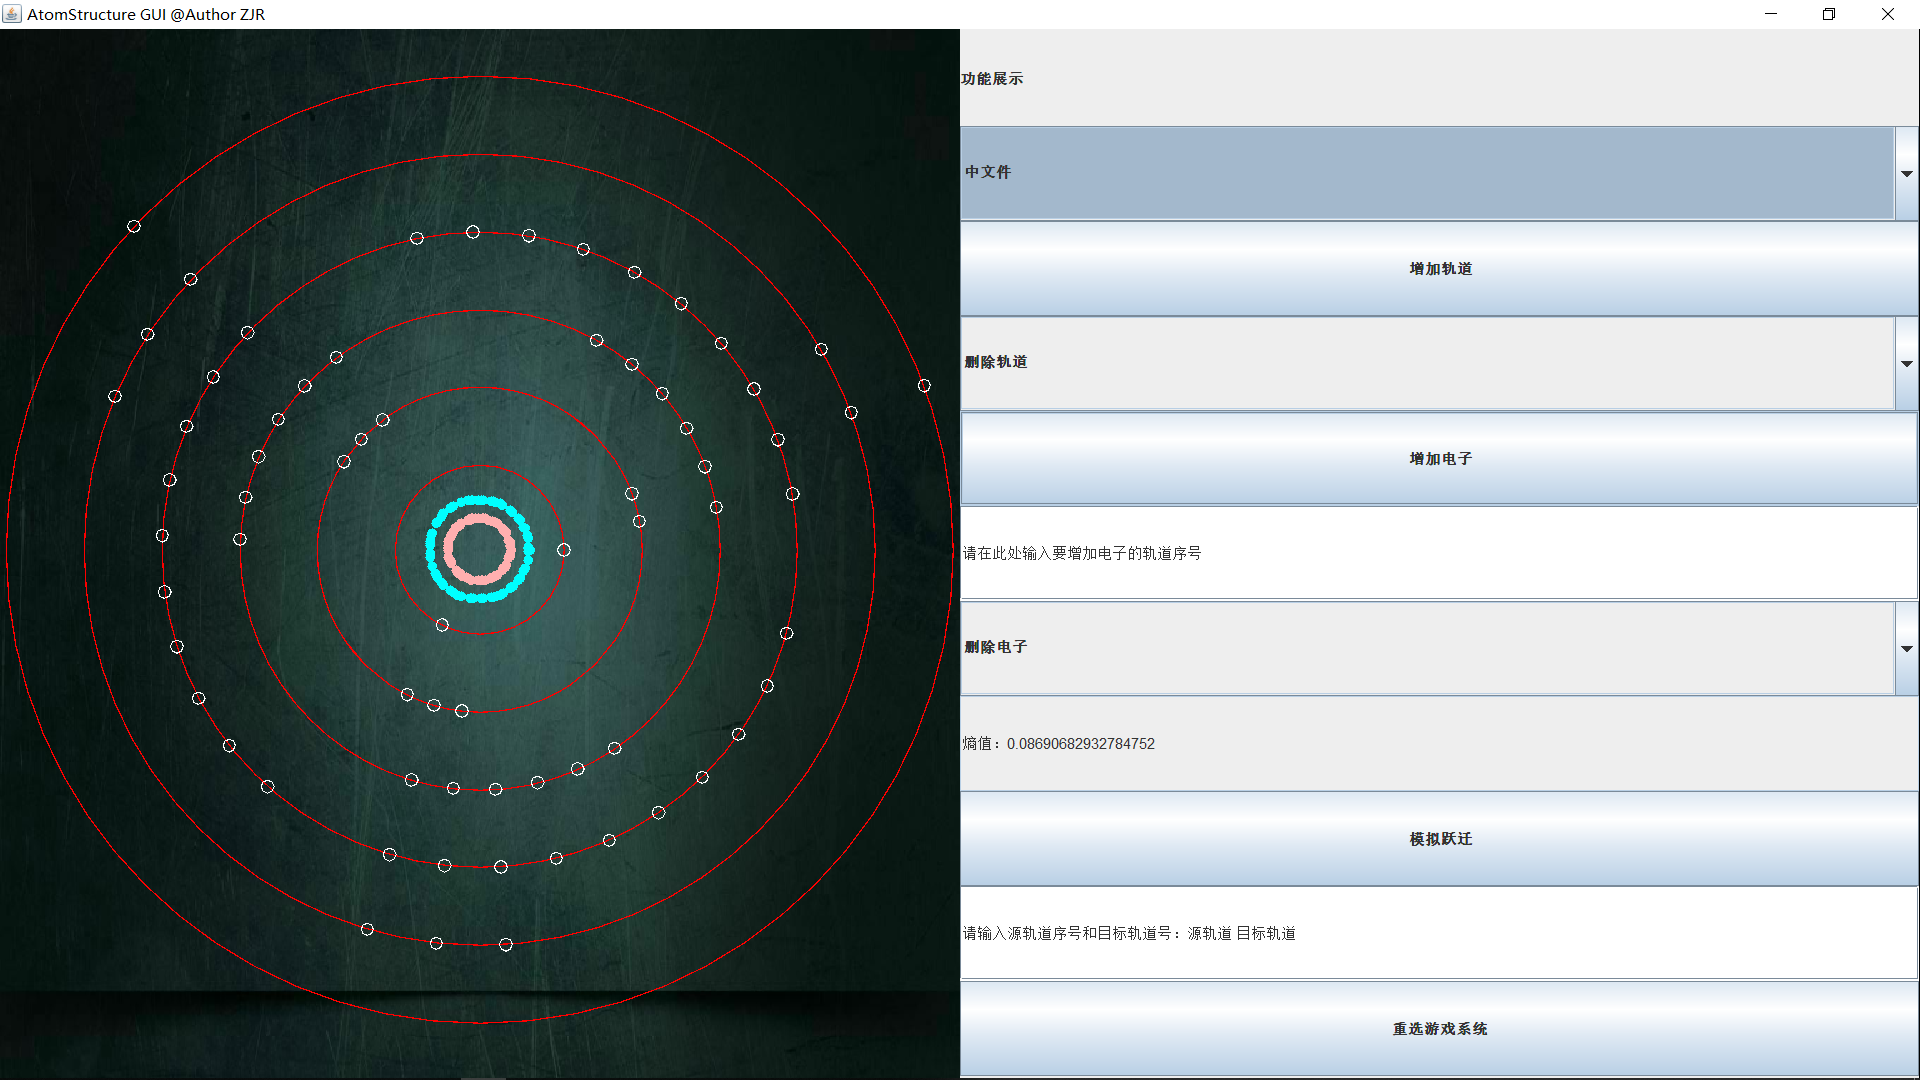 AtomStructure GUI @Author ZJR
功能展示
中文件
增加轨道
删除轨道
增加电子
请在此处输入要增加电子的轨道序号
删除电子
熵值：0.08690682932784752
模拟跃迁
请输入源轨道序号和目标轨道号：源轨道 目标轨道
重选游戏系统